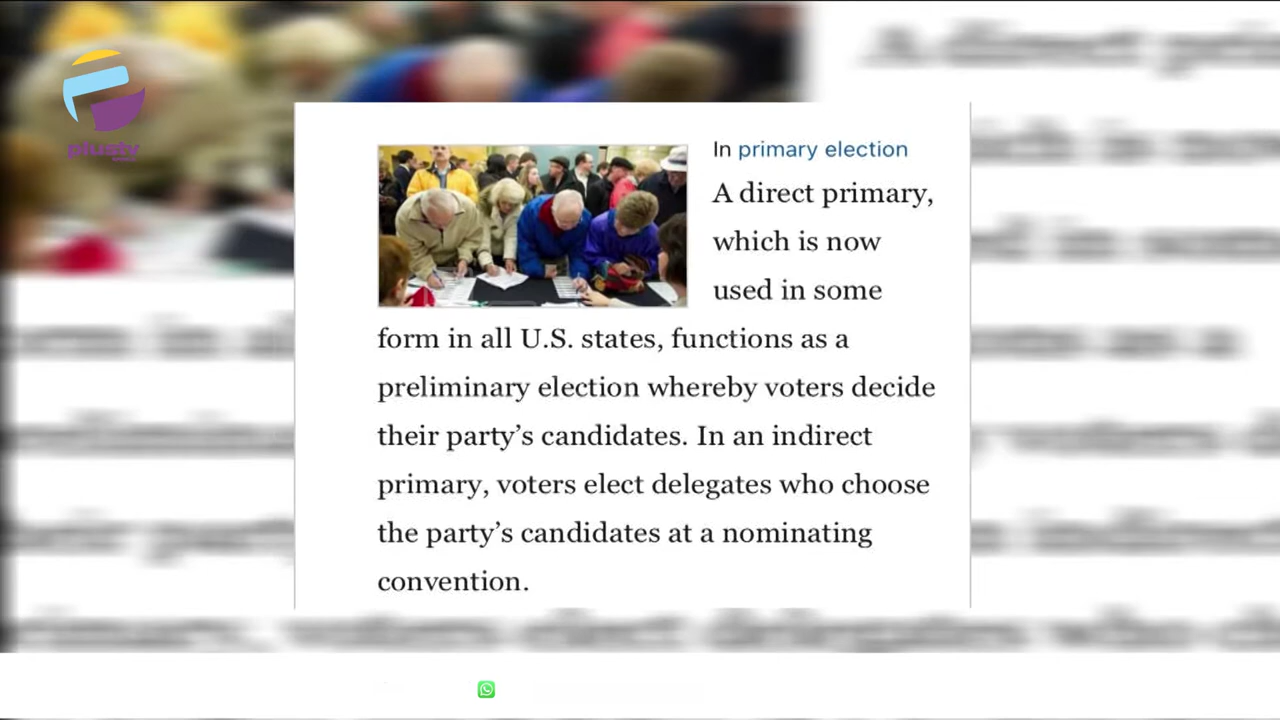 plustv
In primary election
A direct primary,
which is now
used in some
form in all U.S. states, functions as a
preliminary election whereby voters decide
their party’s candidates. In an indirect
primary, voters elect delegates who choose
the party’s candidates at a nominating
convention.